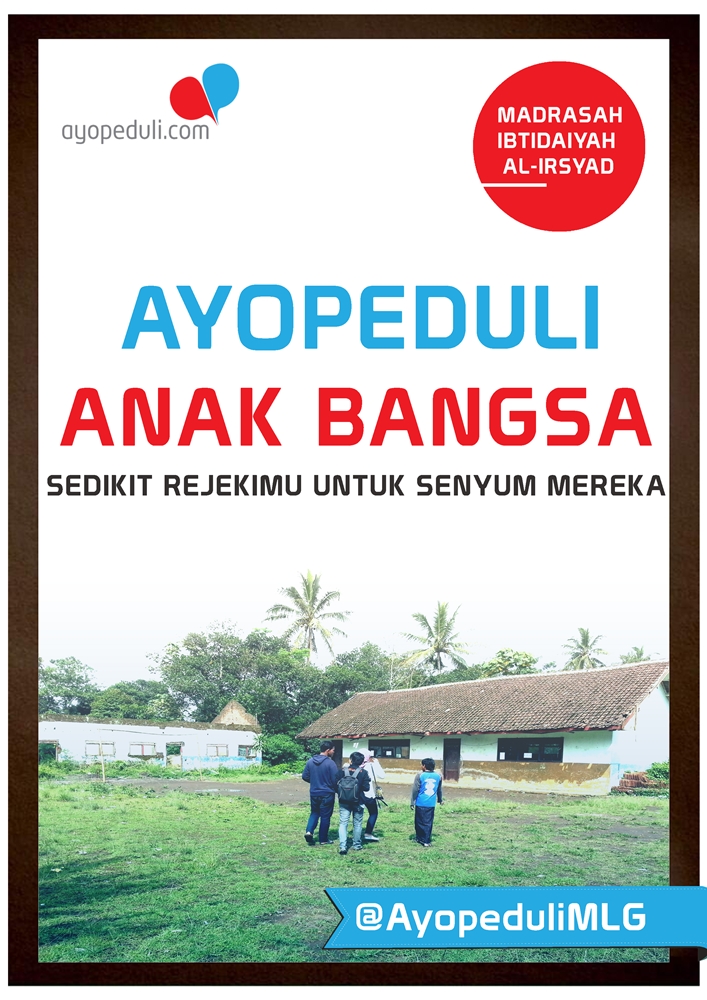 ayopeduli.com
MADRASAH
IBTIDAIYAH
AL-IRSYAD
AYOPEDULI
ANAK BANGSA
SEDIKIT REJEKIMU UNTUK SENYUM MEREKA
@AyopeduliMLG